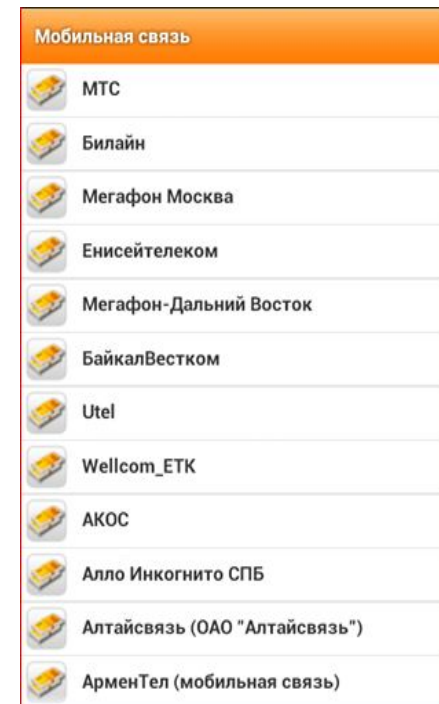 Мобильная связь
МТС
Билайн
Мегафон Москва
Енисейтелеком
Мегафон-Дальний Восток
БайкалВестком
Utel
Wellcom_ETK
АКОС
Алло Инкогнито СПБ
Алтайсвязь (ОАО "Алтайсвязь")
АрменТел (мобильная связь)